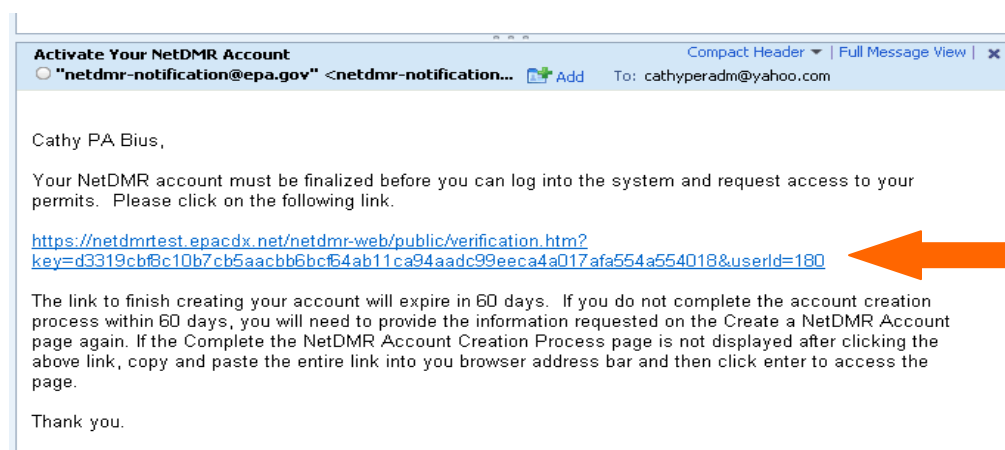 Activate Your NetDMR Account
Compact Header | Full Message View |
"netdmr-notification@epa.gov" <netdmr-notification... Add To: cathyperadm@yahoo.com
Cathy PA Bius,
Your NetDMR account must be finalized before you can log into the system and request access to your
permits. Please click on the following link.
https://netdmrtest.epacdx.net/netdmr-web/public/verification.htm?
key=d3319cbf8c10b7cb5aacbb6bcf64ab11ca94aadc99eeca4a017afa554a554018&userId=180
The link to finish creating your account will expire in 60 days. If you do not complete the account creation
process within 60 days, you will need to provide the information requested on the Create a NetDMR Account
page again. If the Complete the NetDMR Account Creation Process page is not displayed after clicking the
above link, copy and paste the entire link into you browser address bar and then click enter to access the
page.
Thank you.